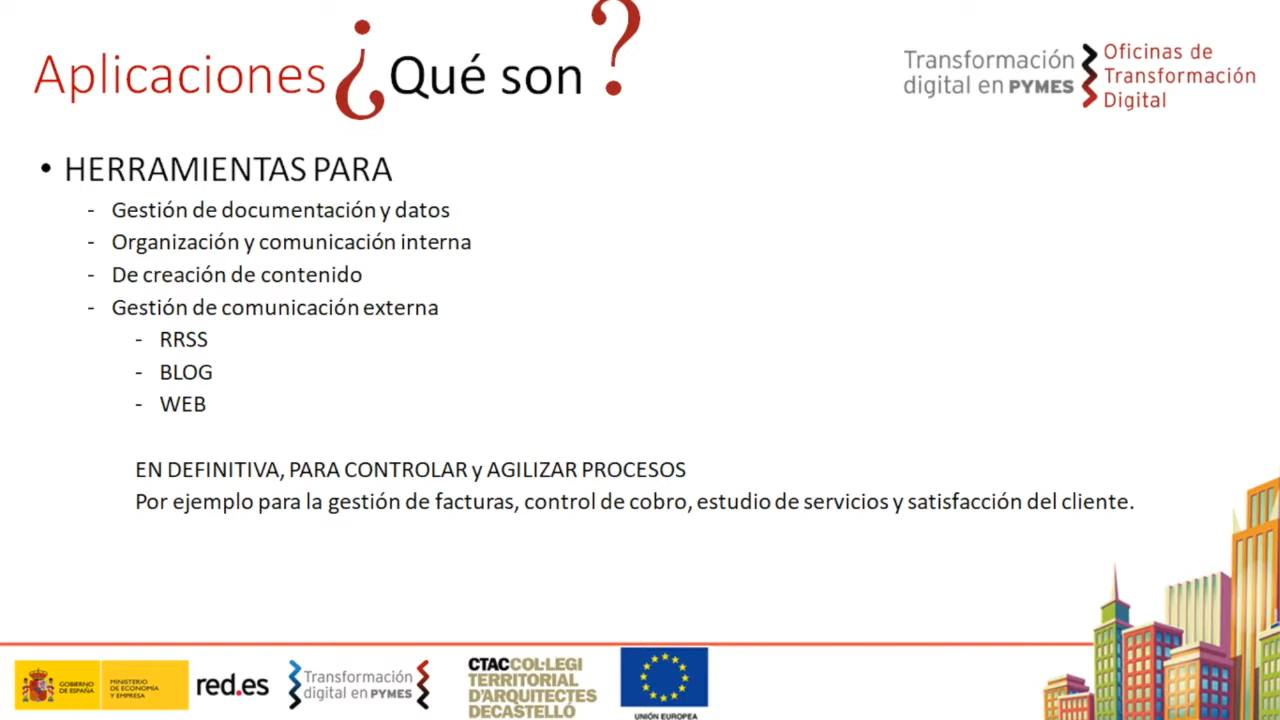 Aplicaciones ¿Qué son?
Transformación
digital en PYMES
Oficinas de
Transformación
Digital
• HERRAMIENTAS PARA
- Gestión de documentación y datos
- Organización y comunicación interna
- De creación de contenido
- Gestión de comunicación externa
- RRSS
- BLOG
- WEB
EN DEFINITIVA, PARA CONTROLAR y AGILIZAR PROCESOS
Por ejemplo para la gestión de facturas, control de cobro, estudio de servicios y satisfacción del cliente.
GOBIERNO
DE ESPAÑA
MINISTERIO
DE ECONOMÍA
Y EMPRESA
red.es
Transformación
digital en PYMES
CTAC COL·LEGI
TERRITORIAL
D'ARQUITECTES
DE CASTELLÓ
UNIÓN EUROPEA